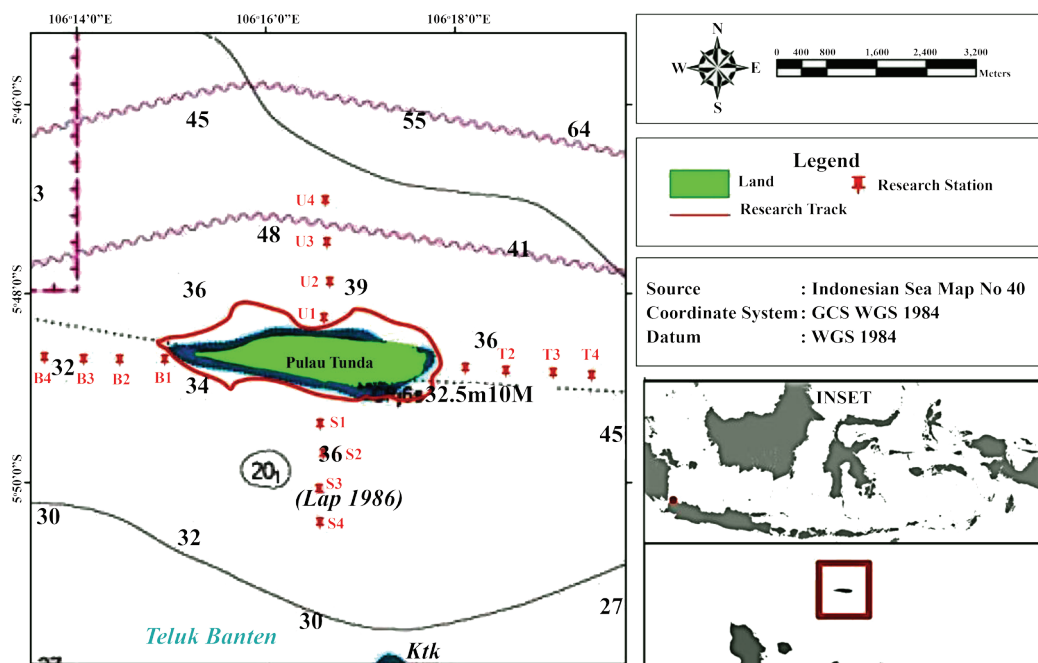 106°14'0"E
106°16'0"E
106°18'0"E
5°46'0"S
5°48'0"S
5°50'0"S
45
55
64
3
U4
48
U3
41
U2
36
39
U1
36
Pulau Tunda
T2
T3
T4
32
B4
B3
B2
B1
34
32.5m10M
S1
45
36
S2
20₁
S3
(Lap 1986)
S4
30
32
27
30
Teluk Banten
Ktk
N
W
E
S
0
400
800
1,600
2,400
3,200
Meters
Legend
Land
Research Station
Research Track
Source : Indonesian Sea Map No 40
Coordinate System : GCS WGS 1984
Datum : WGS 1984
INSET